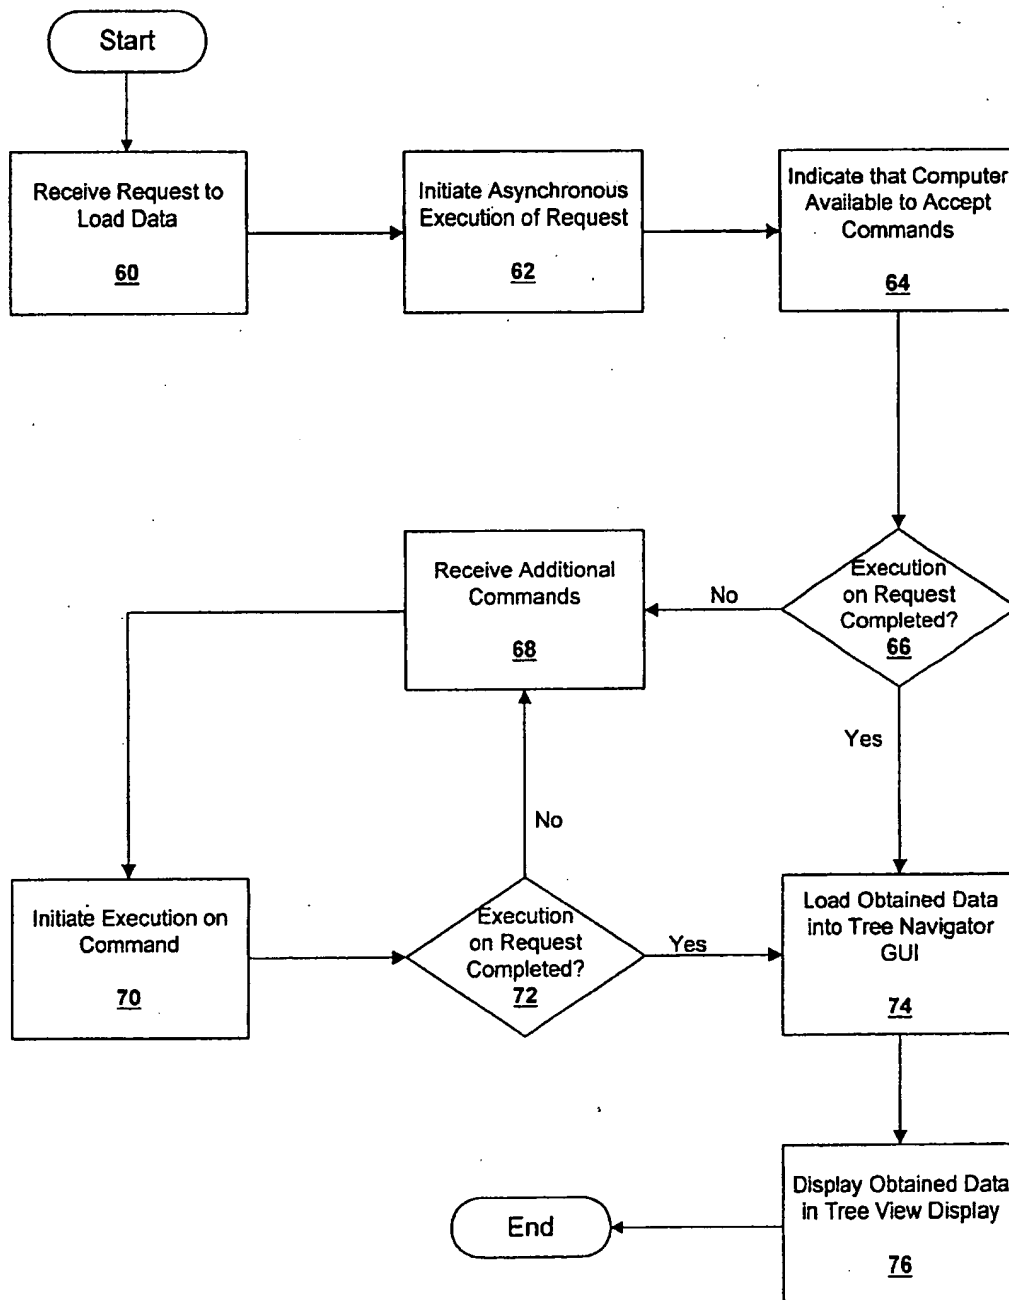 Start
Receive Request to
Load Data
60
Initiate Asynchronous
Execution of Request
62
Indicate that Computer
Available to Accept
Commands
64
Execution
on Request
Completed?
66
No
Yes
Receive Additional
Commands
68
Initiate Execution on
Command
70
Execution
on Request
Completed?
72
No
Yes
Load Obtained Data
into Tree Navigator
GUI
74
Display Obtained Data
in Tree View Display
76
End